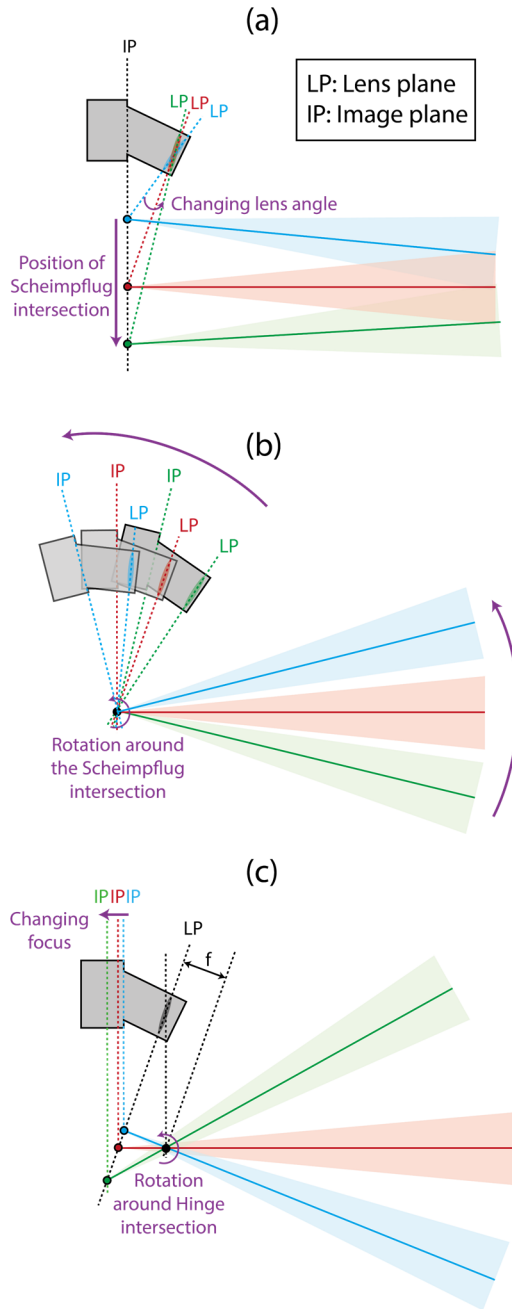 (a)
IP
LP: Lens plane
IP: Image plane
LP
LP
LP
Changing lens angle
Position of
Scheimpflug
intersection
(b)
IP
IP
IP
LP
LP
LP
Rotation around
the Scheimpflug
intersection
(c)
IP IP IP
Changing
focus
LP
f
Rotation
around Hinge
intersection